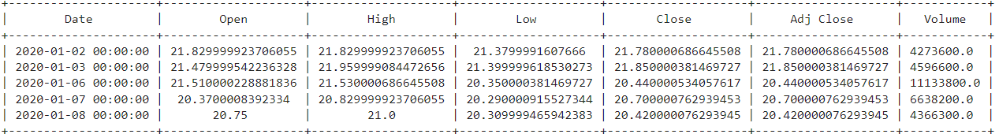 +---------------------+--------------------+--------------------+--------------------+--------------------+--------------------+------------+
| Date | Open | High | Low | Close | Adj Close | Volume |
+---------------------+--------------------+--------------------+--------------------+--------------------+--------------------+------------+
| 2020-01-02 00:00:00 | 21.829999923706055 | 21.829999923706055 | 21.3799991607666 | 21.780000686645508 | 21.780000686645508 | 4273600.0 |
| 2020-01-03 00:00:00 | 21.479999542236328 | 21.959999084472656 | 21.399999618530273 | 21.850000381469727 | 21.850000381469727 | 4596600.0 |
| 2020-01-06 00:00:00 | 21.510000228881836 | 21.530000686645508 | 20.350000381469727 | 20.440000534057617 | 20.440000534057617 | 11133800.0 |
| 2020-01-07 00:00:00 | 20.3700008392334 | 20.829999923706055 | 20.290000915527344 | 20.700000762939453 | 20.700000762939453 | 6638200.0 |
| 2020-01-08 00:00:00 | 20.75 | 21.0 | 20.309999465942383 | 20.420000076293945 | 20.420000076293945 | 4366300.0 |
+---------------------+--------------------+--------------------+--------------------+--------------------+--------------------+------------+